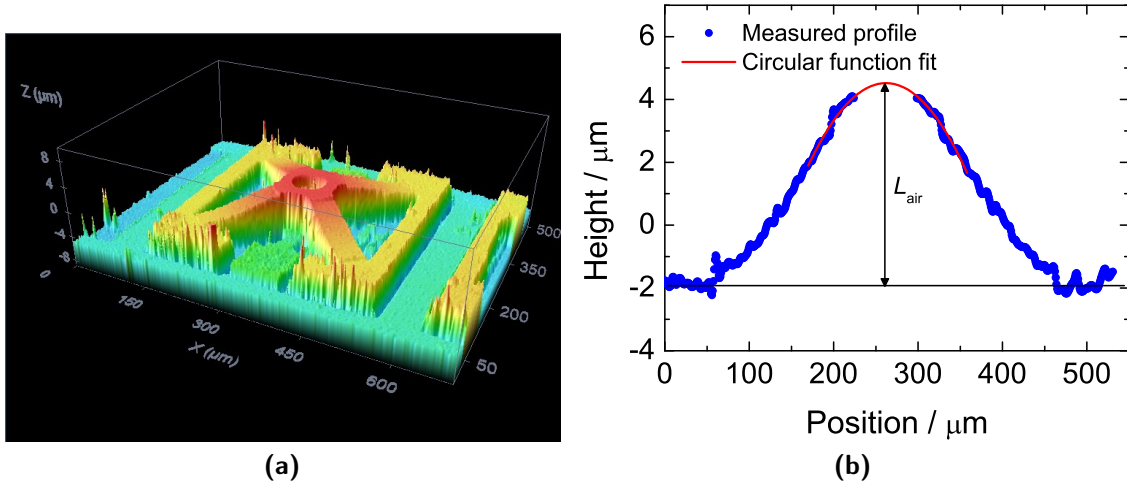 Z (μm)
8
4
0
-4
-8
0
150
300
450
600
X (μm)
50
200
350
500
(a)
6
4
2
0
-2
-4
Height / μm
Measured profile
Circular function fit
L_air
0 100 200 300 400 500
Position / μm
(b)